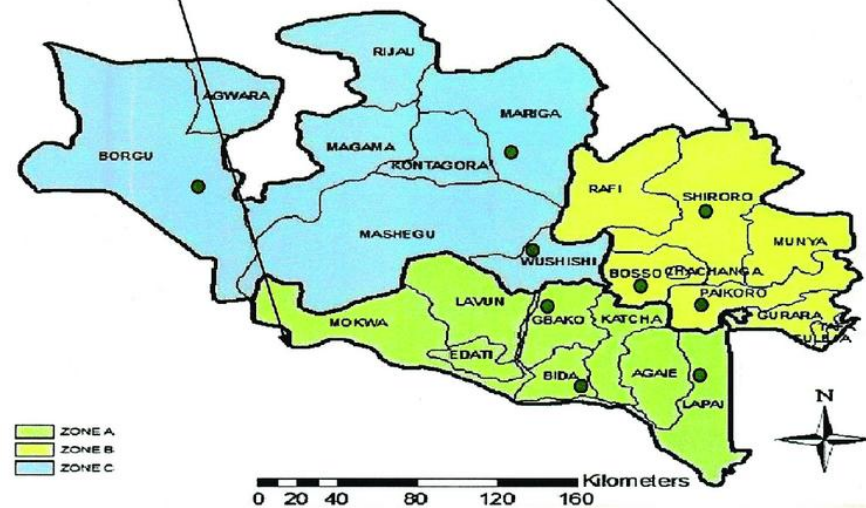 RIJAU
AGWARA
MARIGA
BORGU
MAGAMA
KONTAGORA
RAFI
SHIRORO
MASHEGU
MUNYA
WUSHISHI
BOSSO
CHACHANGA
PAIKORO
LAVUN
GBAKO
KATCHA
GURARA
MOKWA
EDATI
BIDA
AGAIE
LAPAI
N
ZONE A
ZONE B
ZONE C
Kilometers
0 20 40 80 120 160